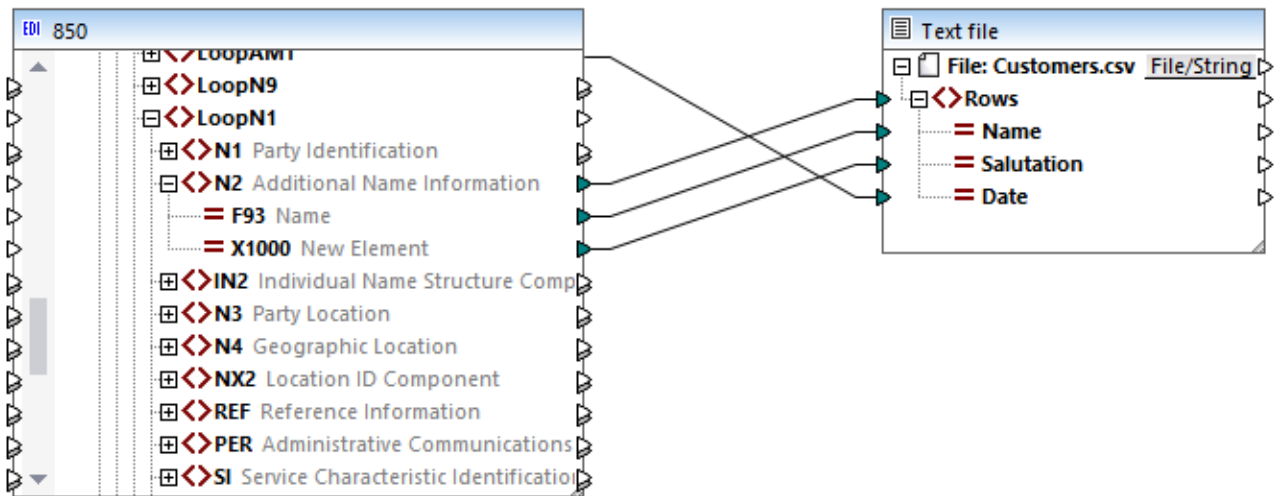 EDI 850
LoopAMT
LoopN9
LoopN1
N1 Party Identification
N2 Additional Name Information
F93 Name
X1000 New Element
IN2 Individual Name Structure Comp
N3 Party Location
N4 Geographic Location
NX2 Location ID Component
REF Reference Information
PER Administrative Communications
SI Service Characteristic Identification
Text file
File: Customers.csv File/String
Rows
Name
Salutation
Date